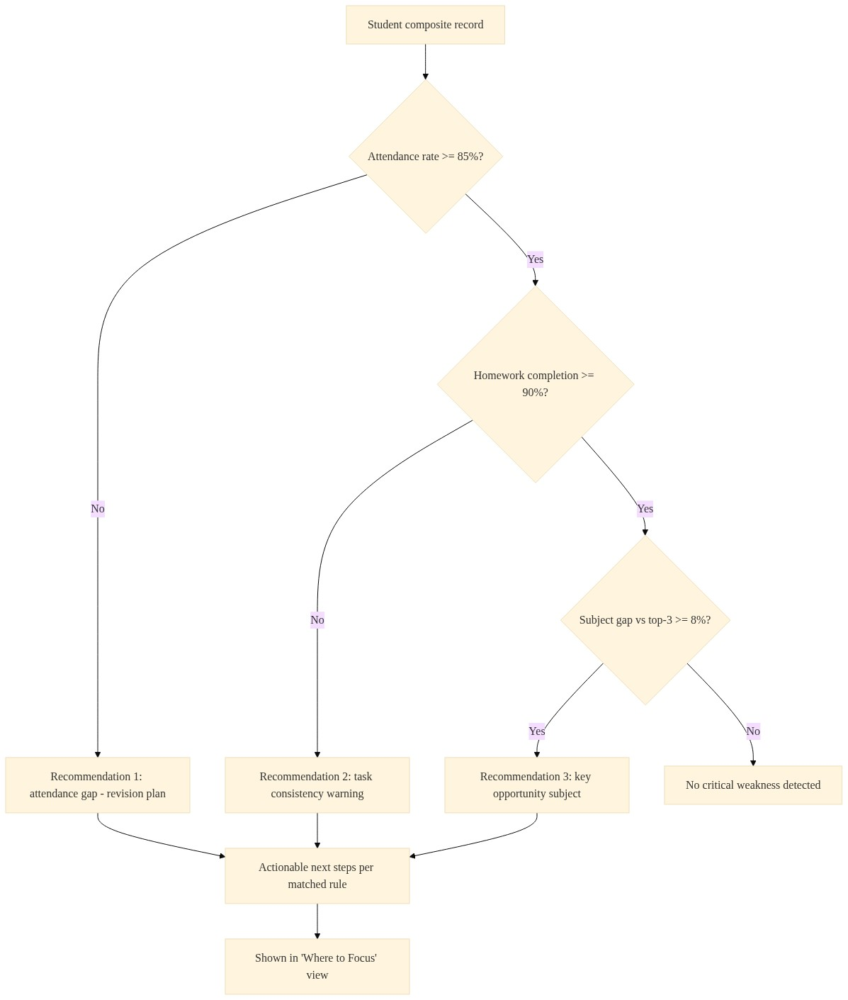 Student composite record
Attendance rate >= 85%?
Yes
Homework completion >=
90%?
No
Yes
Subject gap vs top-3 >= 8%?
No
Yes
No
Recommendation 1:
attendance gap - revision plan
Recommendation 2: task
consistency warning
Recommendation 3: key
opportunity subject
No critical weakness detected
Actionable next steps per
matched rule
Shown in 'Where to Focus'
view